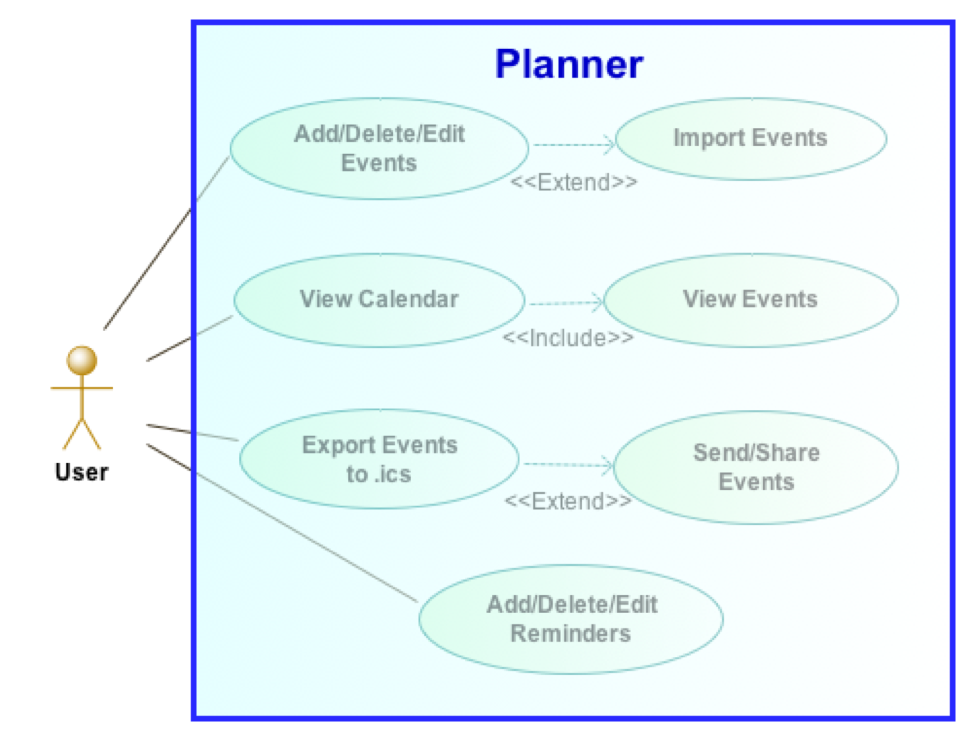 Planner
Add/Delete/Edit
Events
Import Events
<<Extend>>
View Calendar
View Events
<<Include>>
Export Events
to .ics
Send/Share
Events
<<Extend>>
User
Add/Delete/Edit
Reminders